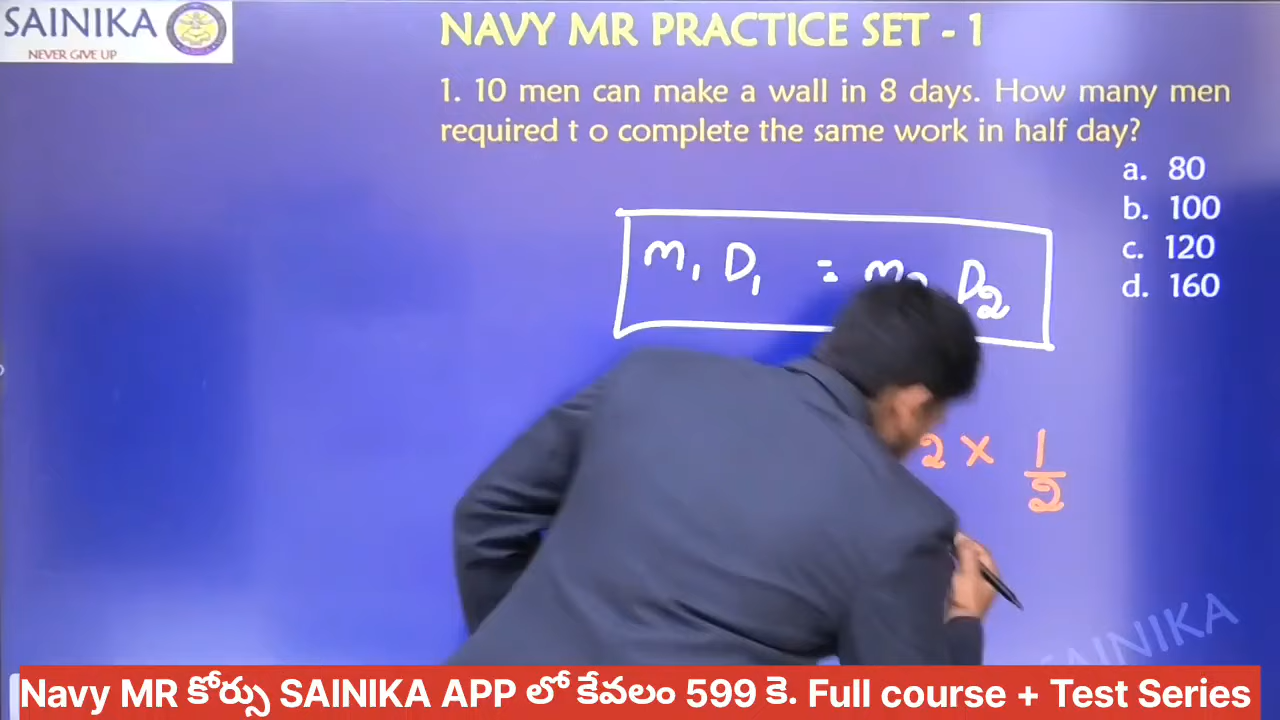 SAINIKA
NEVER GIVE UP
NAVY MR PRACTICE SET - 1
1. 10 men can make a wall in 8 days. How many men
required t o complete the same work in half day?
a. 80
b. 100
c. 120
d. 160
m₁ D₁ = m₂ D₂
2 × 1/2
SAINIKA
Navy MR కోర్సు SAINIKA APP లో కేవలం 599 కె. Full course + Test Series